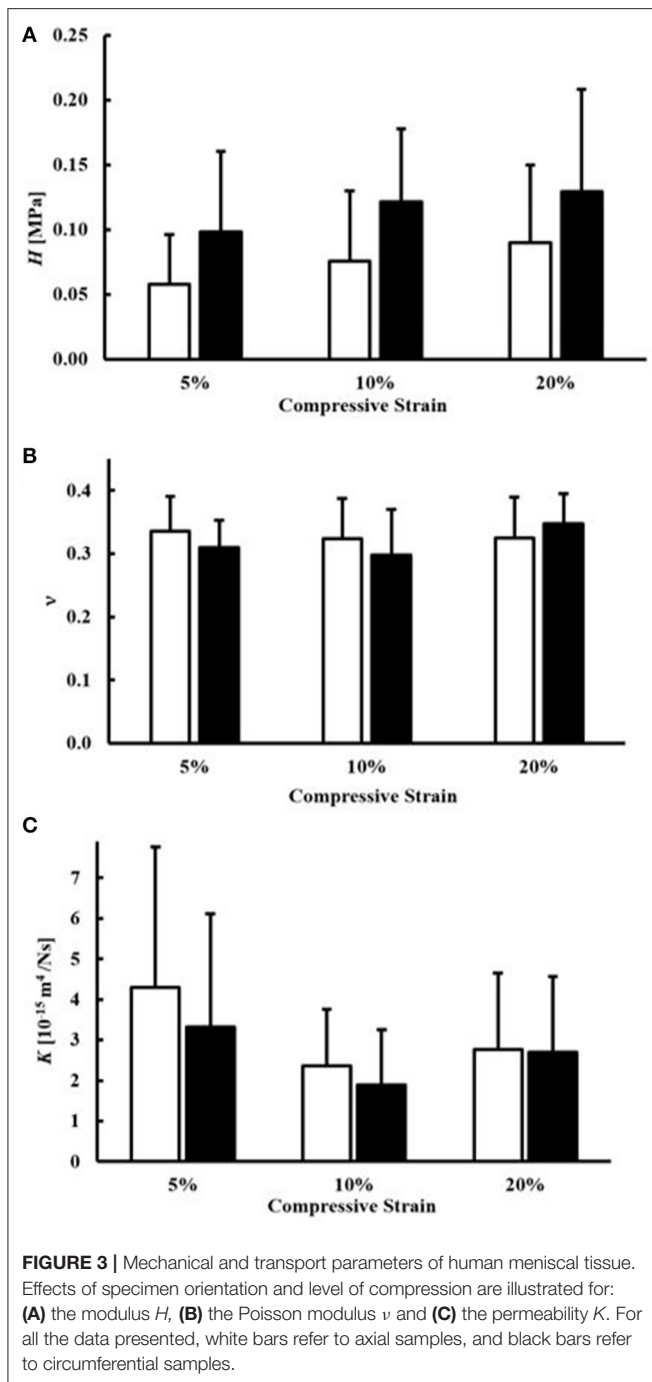 A
0.25
0.20
0.15
0.10
0.05
0.00
H [MPa]
5% 10% 20%
Compressive Strain
B
0.4
0.3
0.2
0.1
0.0
ν
5% 10% 20%
Compressive Strain
C
7
6
5
4
3
2
1
0
K [10⁻¹⁵ m⁴/Ns]
5% 10% 20%
Compressive Strain
FIGURE 3 | Mechanical and transport parameters of human meniscal tissue.
Effects of specimen orientation and level of compression are illustrated for:
(A) the modulus H, (B) the Poisson modulus ν and (C) the permeability K. For
all the data presented, white bars refer to axial samples, and black bars refer
to circumferential samples.